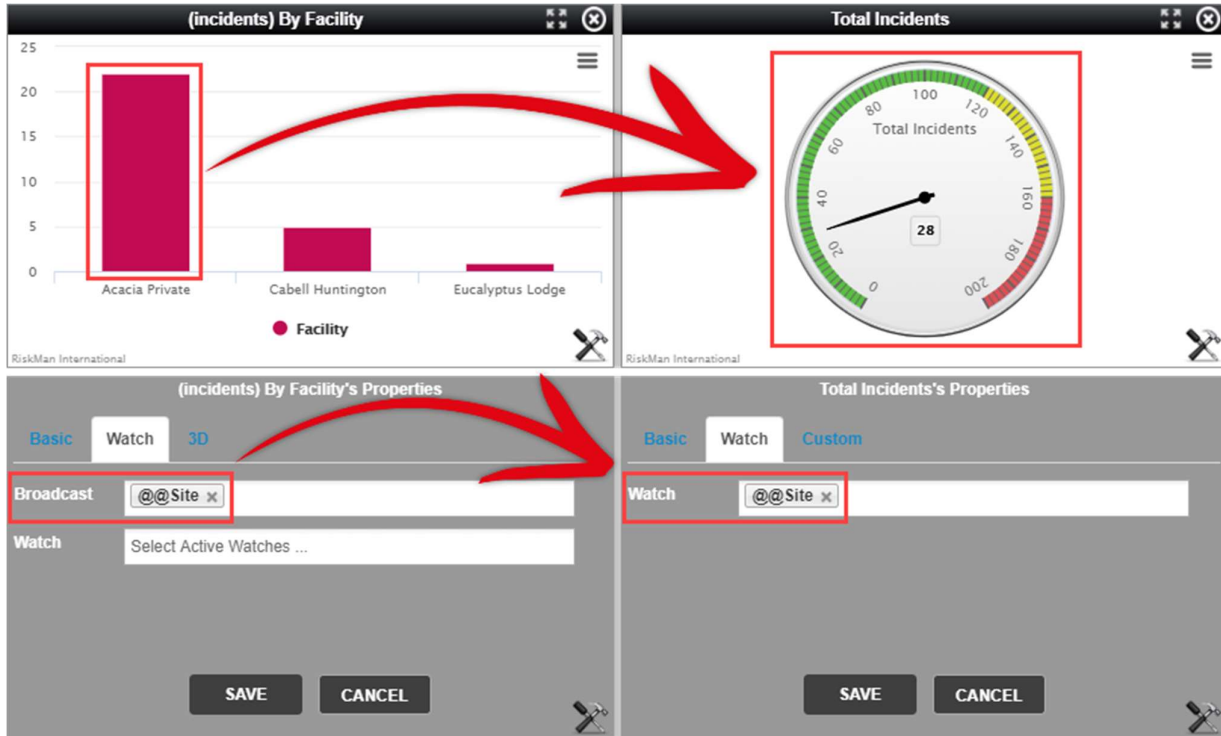 (incidents) By Facility
25
20
15
10
5
0
Acacia Private Cabell Huntington Eucalyptus Lodge
Facility
RiskMan International
Total Incidents
0 20 40 60 80 100 120 140 160 180 200
Total Incidents
28
RiskMan International
(incidents) By Facility's Properties
Basic Watch 3D
Broadcast @@Site ×
Watch Select Active Watches ...
SAVE CANCEL
Total Incidents's Properties
Basic Watch Custom
Watch @@Site ×
SAVE CANCEL